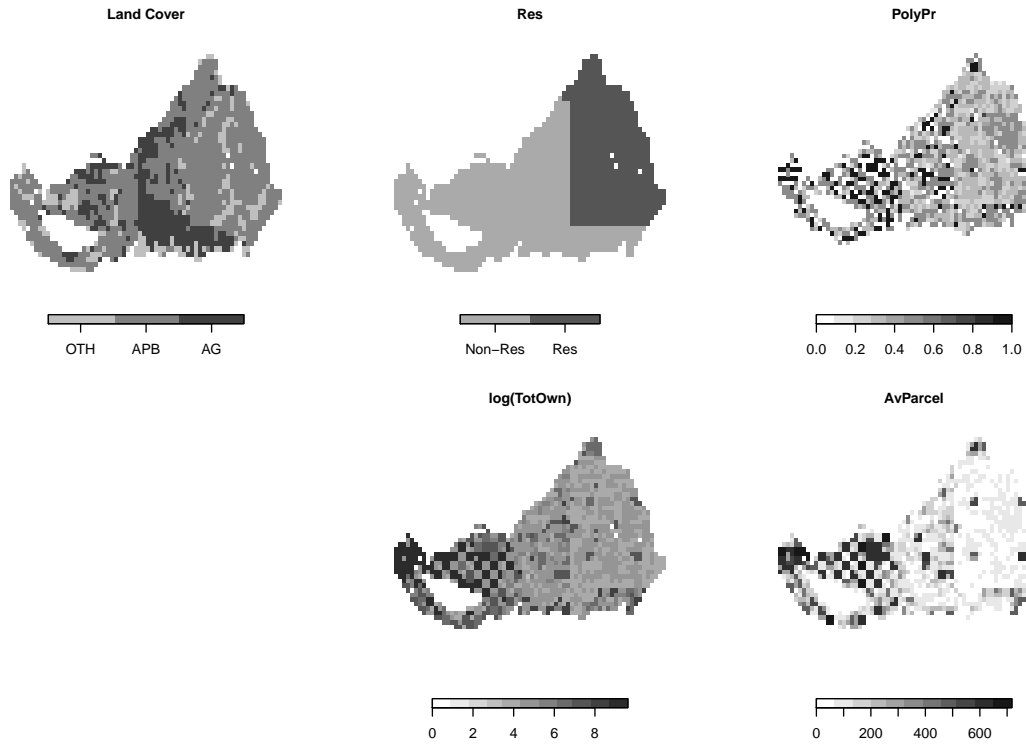 Land Cover
Res
PolyPr
OTH APB AG
Non−Res Res
0.0 0.2 0.4 0.6 0.8 1.0
log(TotOwn)
AvParcel
0 2 4 6 8
0 200 400 600